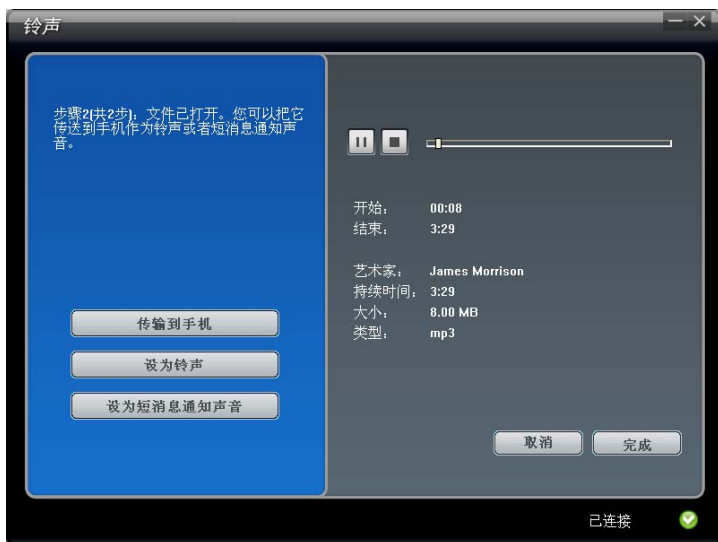 铃声
步骤2(共2步)：文件已打开。您可以把它
传送到手机作为铃声或者短消息通知声
音。
传输到手机
设为铃声
设为短消息通知声音
开始： 00:08
结束： 3:29
艺术家： James Morrison
持续时间： 3:29
大小： 8.00 MB
类型： mp3
取消
完成
已连接